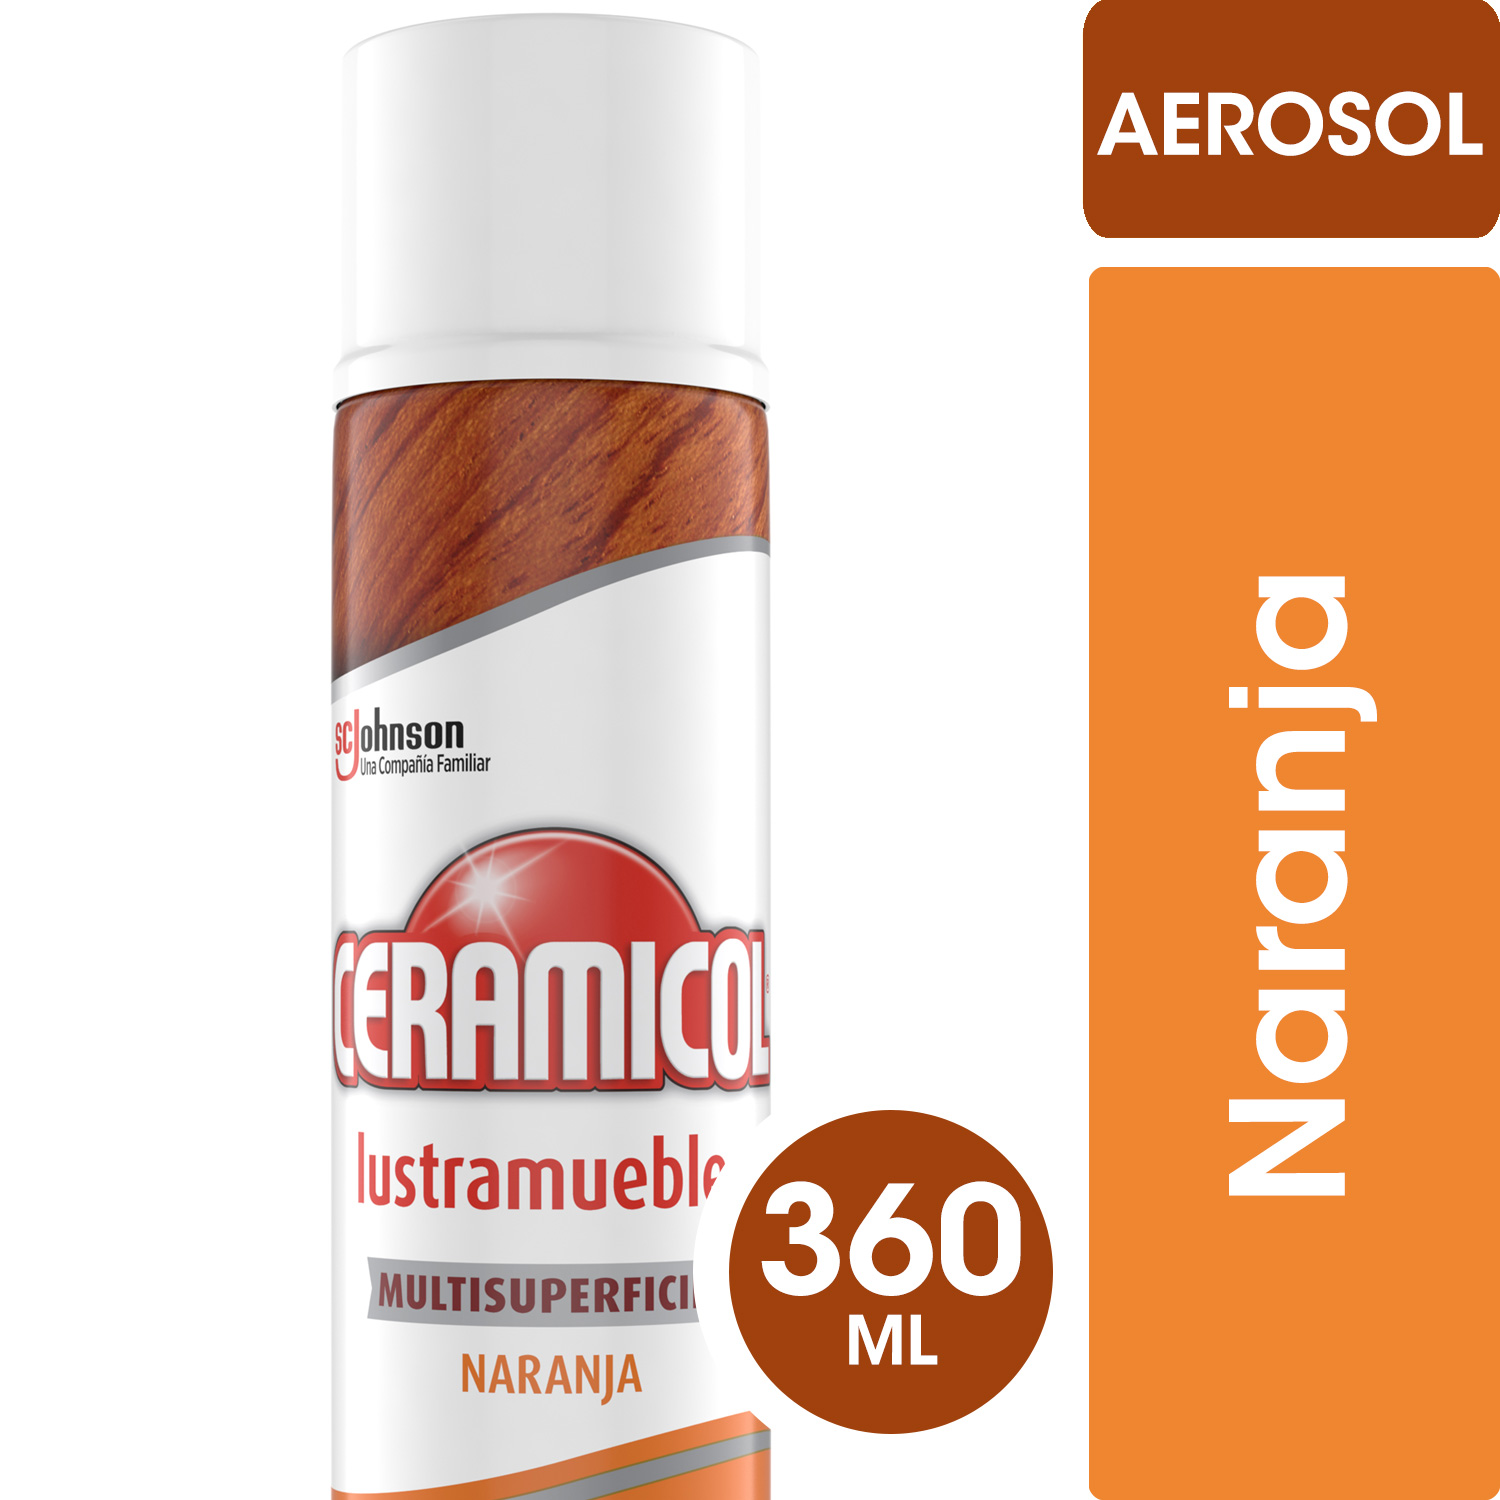 AEROSOL
Naranja
scjohnson
Una Compañía Familiar
CERAMICOL
lustramueble
MULTISUPERFICI
NARANJA
360
ML